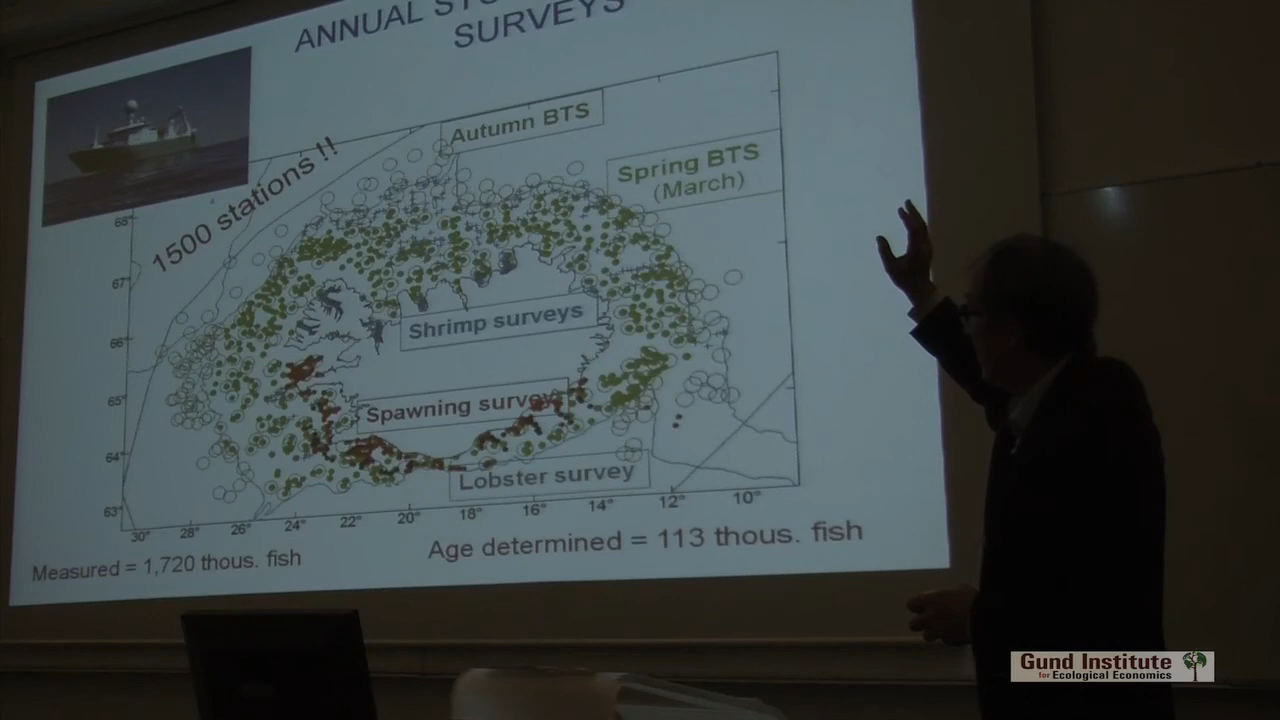 ANNUAL
SURVEYS
1500 stations !!
Autumn BTS
Spring BTS
(March)
Shrimp surveys
Spawning survey
Lobster survey
68°
67°
66°
65°
64°
63°
30°
28°
26°
24°
22°
20°
18°
16°
14°
12°
10°
Measured = 1,720 thous. fish
Age determined = 113 thous. fish
Gund Institute
for Ecological Economics